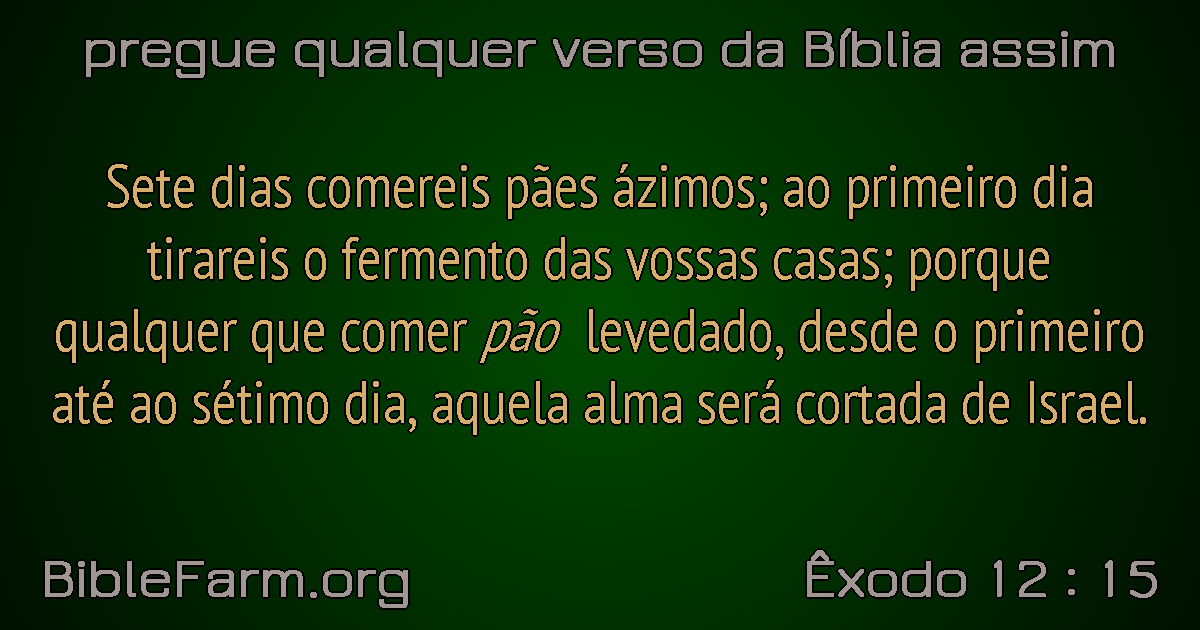 pregue qualquer verso da Bíblia assim
Sete dias comereis pães ázimos; ao primeiro dia
tirareis o fermento das vossas casas; porque
qualquer que comer pão levedado, desde o primeiro
até ao sétimo dia, aquela alma será cortada de Israel.
BibleFarm.org
Êxodo 12 : 15